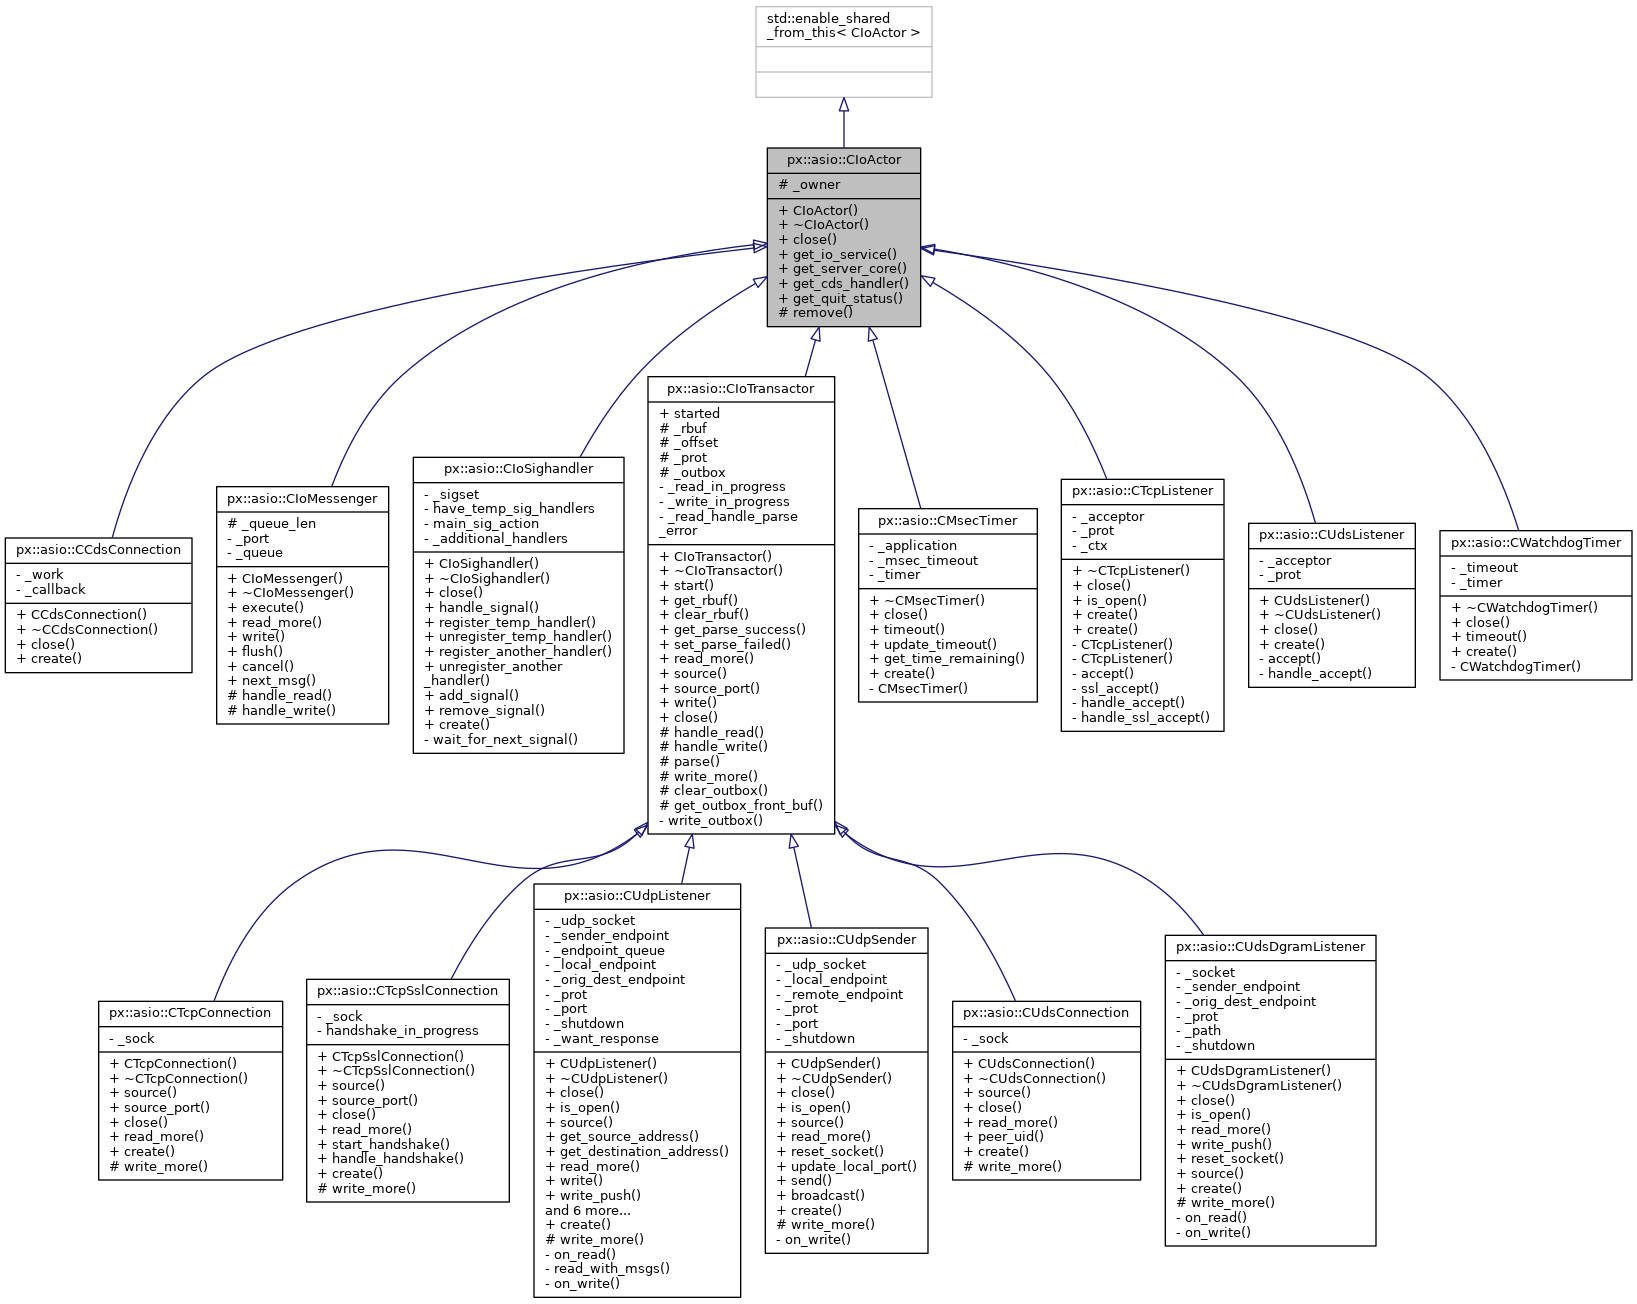 std::enable_shared
_from_this< CIoActor >
px::asio::CIoActor
# _owner
+ CIoActor()
+ ~CIoActor()
+ close()
+ get_io_service()
+ get_server_core()
+ get_cds_handler()
+ get_quit_status()
# remove()
px::asio::CCdsConnection
- _work
- _callback
+ CCdsConnection()
+ ~CCdsConnection()
+ close()
+ create()
px::asio::CIoMessenger
# _queue_len
- _port
- _queue
+ CIoMessenger()
+ ~CIoMessenger()
+ execute()
+ read_more()
+ write()
+ flush()
+ cancel()
+ next_msg()
# handle_read()
# handle_write()
px::asio::CIoSighandler
- _sigset
- have_temp_sig_handlers
- main_sig_action
- _additional_handlers
+ CIoSighandler()
+ ~CIoSighandler()
+ close()
+ handle_signal()
+ register_temp_handler()
+ unregister_temp_handler()
+ register_another_handler()
+ unregister_another
_handler()
+ add_signal()
+ remove_signal()
+ create()
- wait_for_next_signal()
px::asio::CIoTransactor
+ started
# _rbuf
# _offset
# _prot
# _outbox
- _read_in_progress
- _write_in_progress
- _read_handle_parse
_error
+ CIoTransactor()
+ ~CIoTransactor()
+ start()
+ get_rbuf()
+ clear_rbuf()
+ get_parse_success()
+ set_parse_failed()
+ read_more()
+ source()
+ source_port()
+ write()
+ close()
# handle_read()
# handle_write()
# parse()
# write_more()
# clear_outbox()
# get_outbox_front_buf()
- write_outbox()
px::asio::CMsecTimer
- _application
- _msec_timeout
- _timer
+ ~CMsecTimer()
+ close()
+ timeout()
+ update_timeout()
+ get_time_remaining()
+ create()
- CMsecTimer()
px::asio::CTcpListener
- _acceptor
- _prot
- _ctx
+ ~CTcpListener()
+ close()
+ is_open()
+ create()
+ create()
- CTcpListener()
- CTcpListener()
- accept()
- ssl_accept()
- handle_accept()
- handle_ssl_accept()
px::asio::CUdsListener
- _acceptor
- _prot
+ CUdsListener()
+ ~CUdsListener()
+ close()
+ create()
- accept()
- handle_accept()
px::asio::CWatchdogTimer
- _timeout
- _timer
+ ~CWatchdogTimer()
+ close()
+ timeout()
+ create()
- CWatchdogTimer()
px::asio::CTcpConnection
- _sock
+ CTcpConnection()
+ ~CTcpConnection()
+ source()
+ source_port()
+ close()
+ read_more()
+ create()
# write_more()
px::asio::CTcpSslConnection
- _sock
- handshake_in_progress
+ CTcpSslConnection()
+ ~CTcpSslConnection()
+ source()
+ source_port()
+ close()
+ read_more()
+ start_handshake()
+ handle_handshake()
+ create()
# write_more()
px::asio::CUdpListener
- _udp_socket
- _sender_endpoint
- _endpoint_queue
- _local_endpoint
- _orig_dest_endpoint
- _prot
- _port
- _shutdown
- _want_response
+ CUdpListener()
+ ~CUdpListener()
+ close()
+ is_open()
+ source()
+ get_source_address()
+ get_destination_address()
+ read_more()
+ write()
+ write_push()
and 6 more...
+ create()
# write_more()
- on_read()
- read_with_msgs()
- on_write()
px::asio::CUdpSender
- _udp_socket
- _local_endpoint
- _remote_endpoint
- _prot
- _port
- _shutdown
+ CUdpSender()
+ ~CUdpSender()
+ close()
+ is_open()
+ source()
+ read_more()
+ reset_socket()
+ update_local_port()
+ send()
+ broadcast()
+ create()
# write_more()
- on_write()
px::asio::CUdsConnection
- _sock
+ CUdsConnection()
+ ~CUdsConnection()
+ source()
+ close()
+ read_more()
+ peer_uid()
+ create()
# write_more()
px::asio::CUdsDgramListener
- _socket
- _sender_endpoint
- _orig_dest_endpoint
- _prot
- _path
- _shutdown
+ CUdsDgramListener()
+ ~CUdsDgramListener()
+ close()
+ is_open()
+ read_more()
+ write_push()
+ reset_socket()
+ source()
+ create()
# write_more()
- on_read()
- on_write()